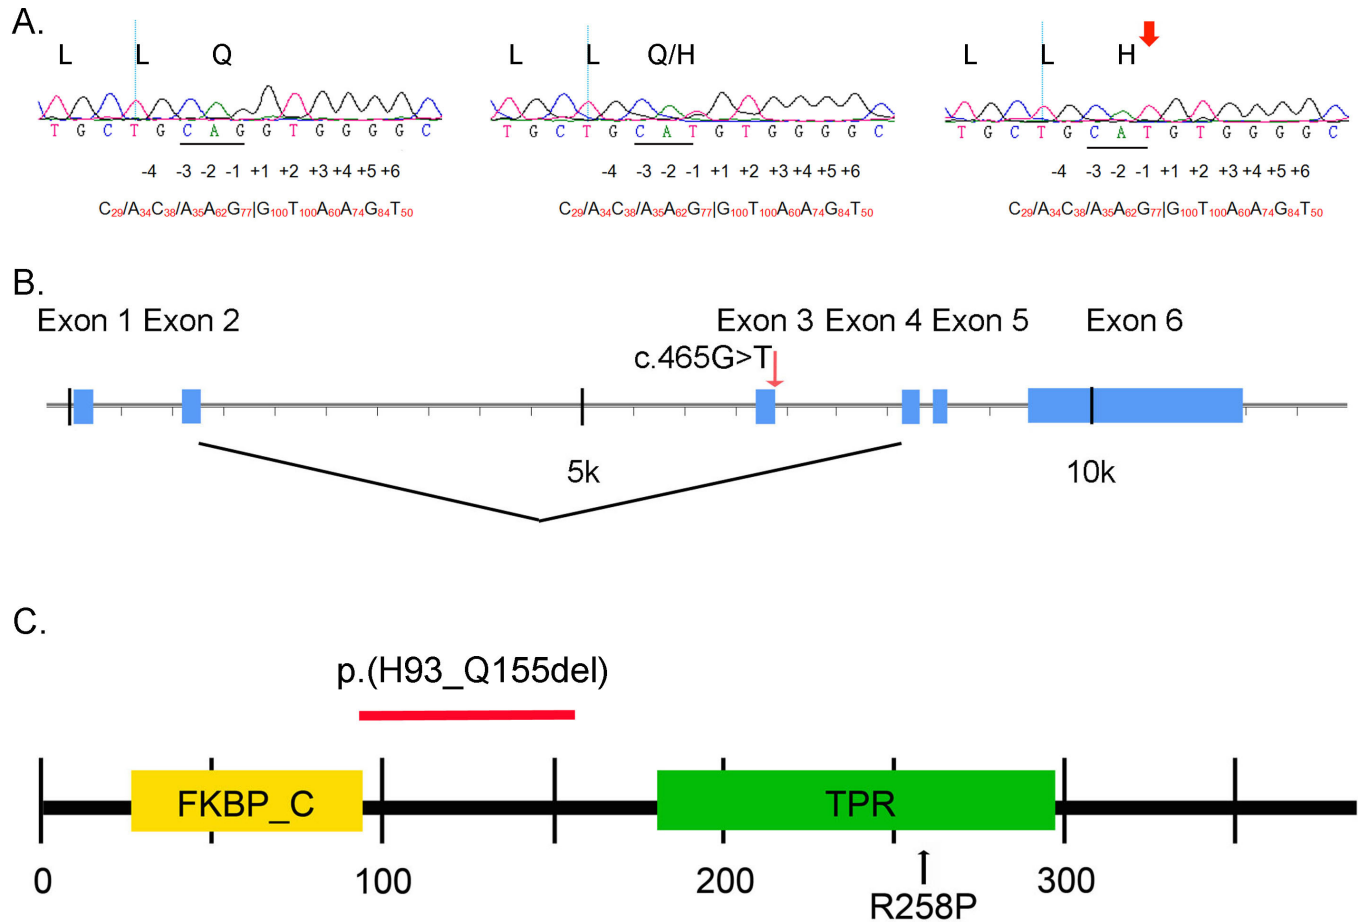 A.
L L Q
L L Q/H
L L H
T G C T G C A G G T G G G G C
T G C T G C A T G T G G G G C
T G C T G C A T G T G G G G C
-4 -3 -2 -1 +1 +2 +3 +4 +5 +6
-4 -3 -2 -1 +1 +2 +3 +4 +5 +6
-4 -3 -2 -1 +1 +2 +3 +4 +5 +6
C29/A34C38/A35A62G77|G100T100A60A74G84T50
C29/A34C38/A35A62G77|G100T100A60A74G84T50
C29/A34C38/A35A62G77|G100T100A60A74G84T50
B.
Exon 1 Exon 2 Exon 3 Exon 4 Exon 5 Exon 6
c.465G>T
5k 10k
C.
p.(H93_Q155del)
FKBP_C TPR
0 100 200 300
R258P